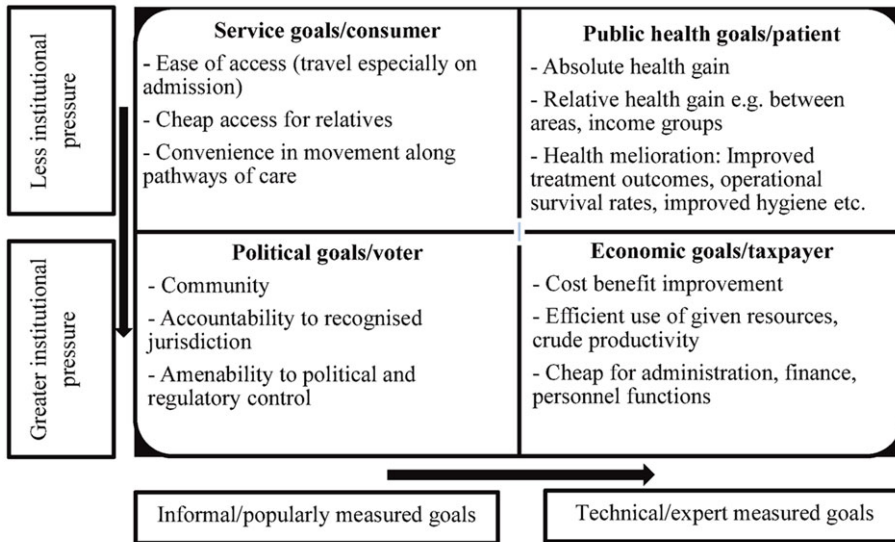 Less institutional
pressure
Service goals/consumer
- Ease of access (travel especially on
admission)
- Cheap access for relatives
- Convenience in movement along
pathways of care
Public health goals/patient
- Absolute health gain
- Relative health gain e.g. between
areas, income groups
- Health melioration: Improved
treatment outcomes, operational
survival rates, improved hygiene etc.
Greater institutional
pressure
Political goals/voter
- Community
- Accountability to recognised
jurisdiction
- Amenability to political and
regulatory control
Economic goals/taxpayer
- Cost benefit improvement
- Efficient use of given resources,
crude productivity
- Cheap for administration, finance,
personnel functions
Informal/popularly measured goals
Technical/expert measured goals